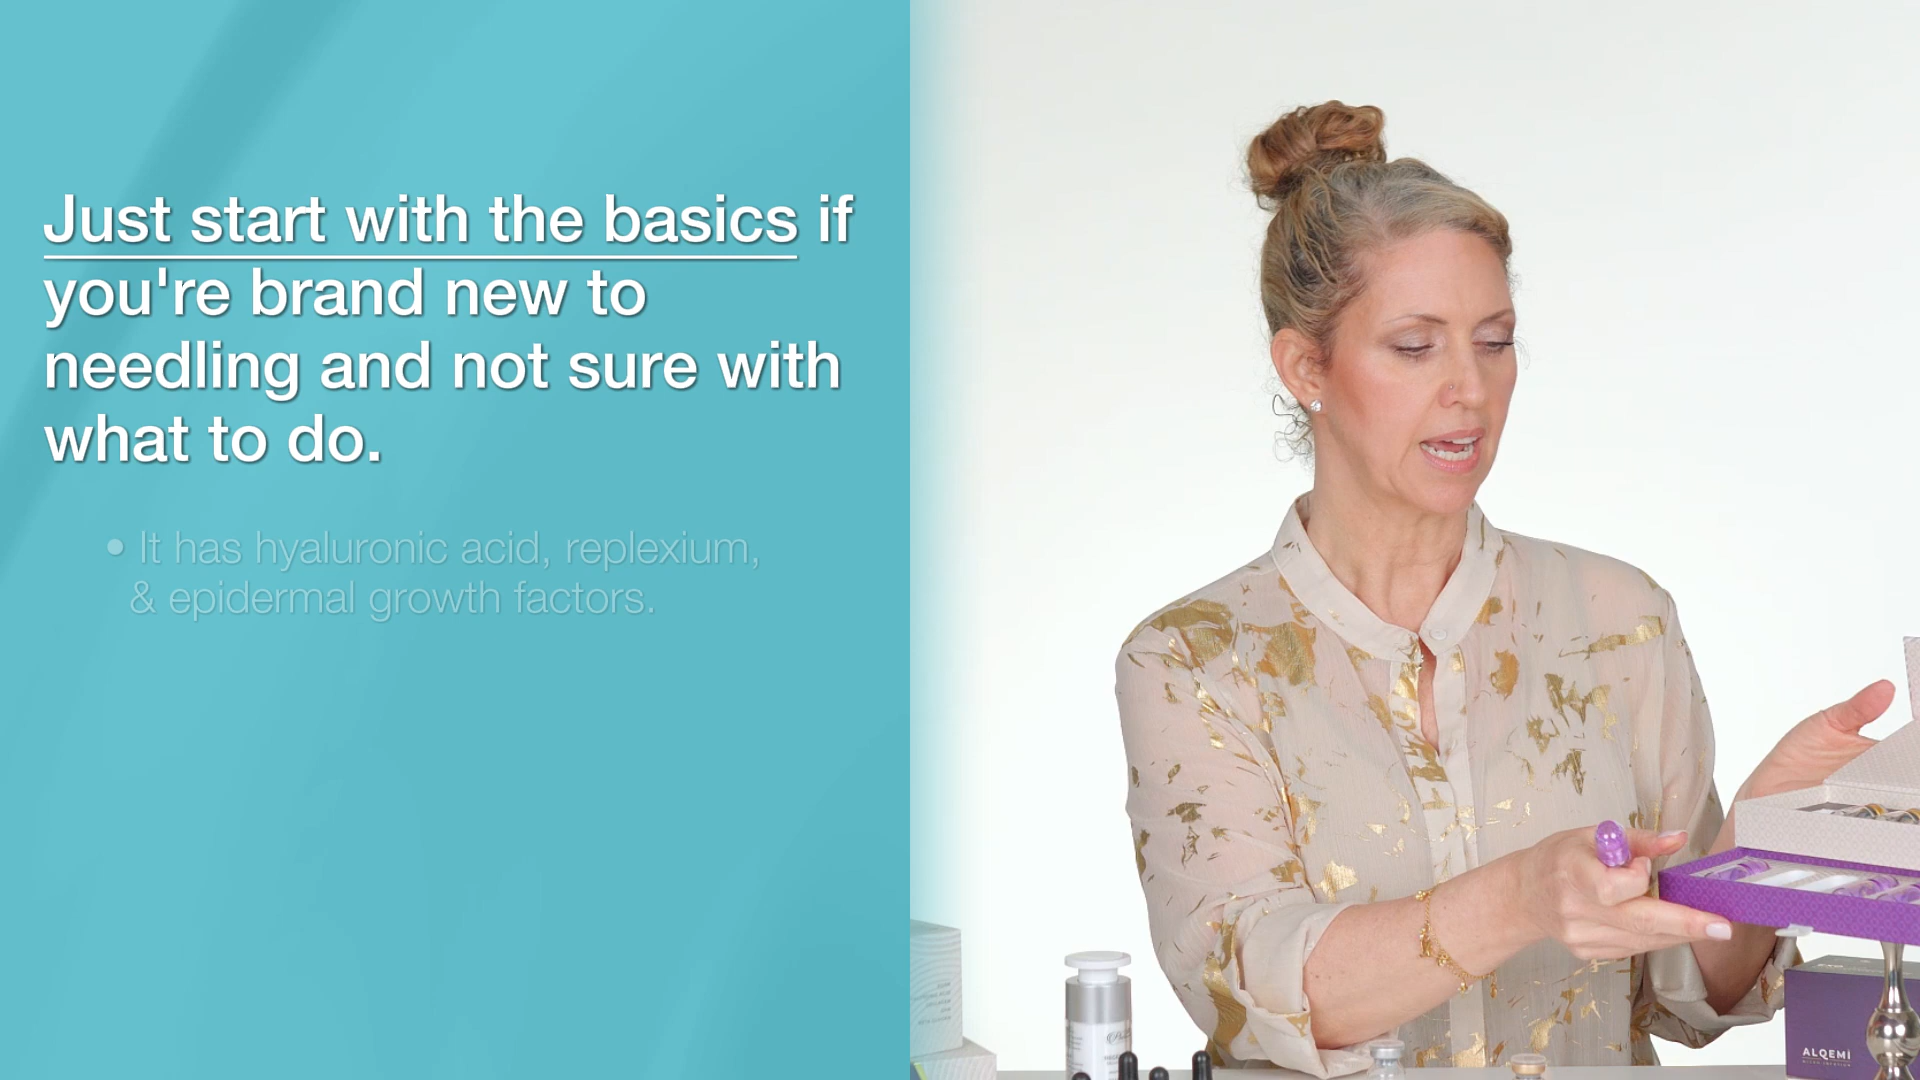 Just start with the basics if
you're brand new to
needling and not sure with
what to do.
• It has hyaluronic acid, replexium,
& epidermal growth factors.
ALQEMI